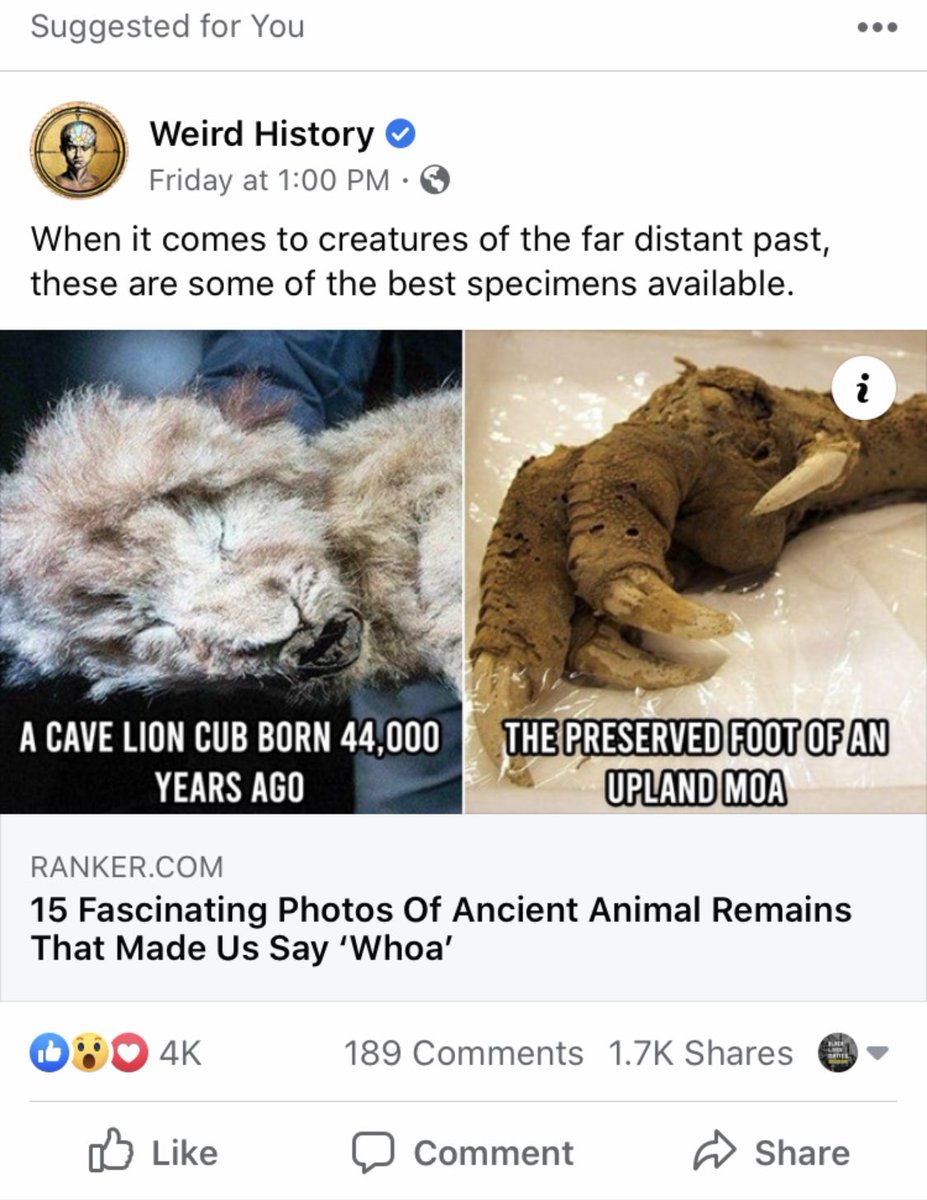 Suggested for You
Weird History
Friday at 1:00 PM ·
When it comes to creatures of the far distant past,
these are some of the best specimens available.
A CAVE LION CUB BORN 44,000
YEARS AGO
THE PRESERVED FOOT OF AN
UPLAND MOA
RANKER.COM
15 Fascinating Photos Of Ancient Animal Remains
That Made Us Say ‘Whoa’
4K 189 Comments 1.7K Shares
BLACK
LIVES
MATTER
Like Comment Share